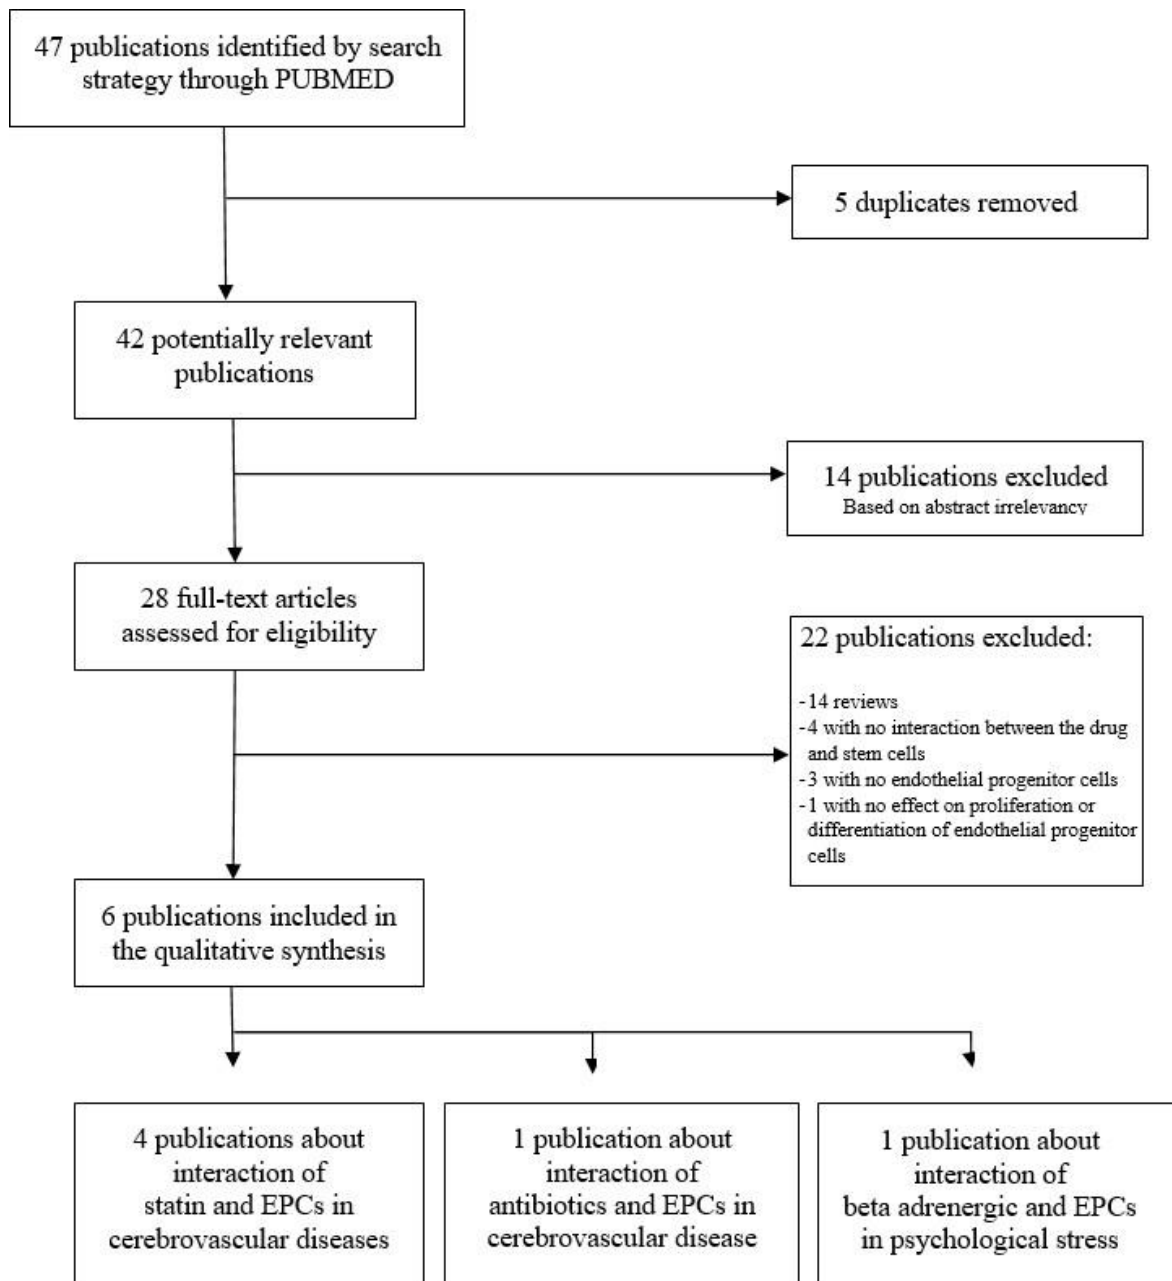 47 publications identified by search
strategy through PUBMED
5 duplicates removed
42 potentially relevant
publications
14 publications excluded
Based on abstract irrelevancy
28 full-text articles
assessed for eligibility
22 publications excluded:
-14 reviews
-4 with no interaction between the drug
and stem cells
-3 with no endothelial progenitor cells
-1 with no effect on proliferation or
differentiation of endothelial progenitor
cells
6 publications included in
the qualitative synthesis
4 publications about
interaction of
statin and EPCs in
cerebrovascular diseases
1 publication about
interaction of
antibiotics and EPCs in
cerebrovascular disease
1 publication about
interaction of
beta adrenergic and EPCs
in psychological stress